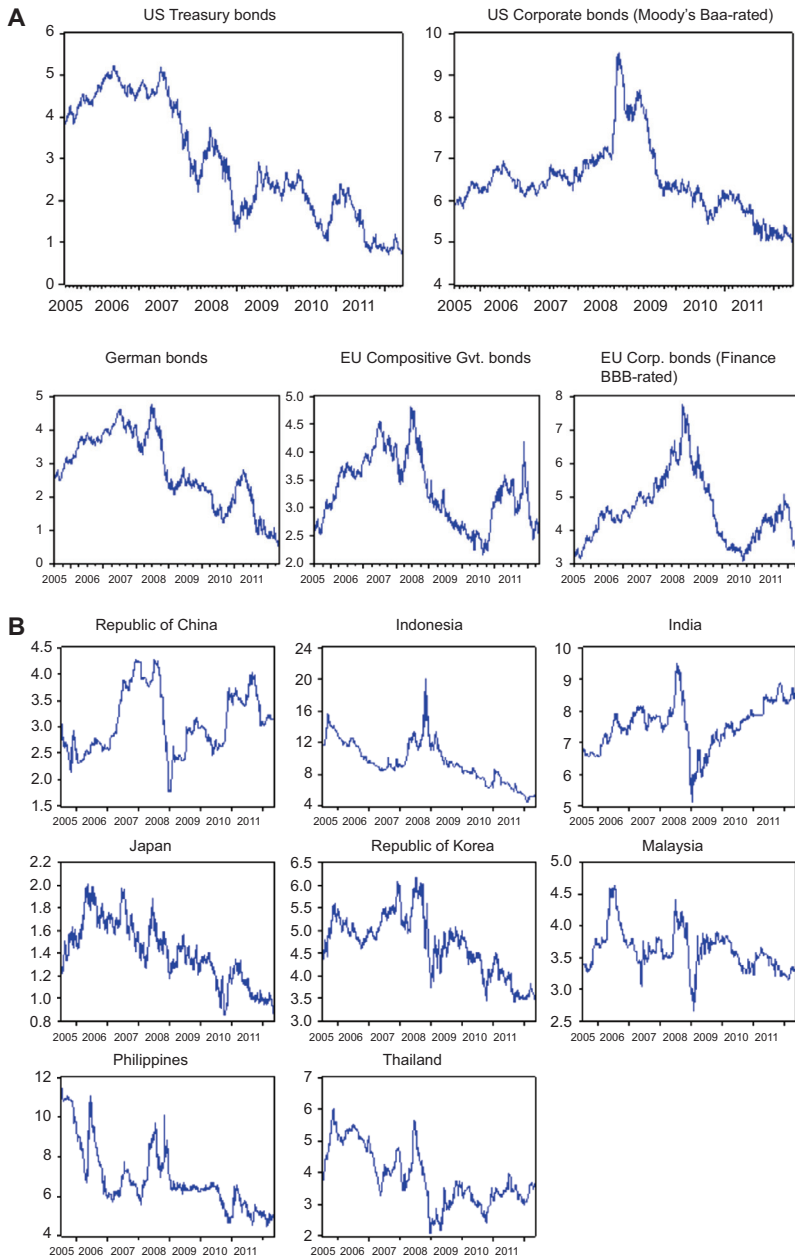 A
US Treasury bonds
US Corporate bonds (Moody's Baa-rated)
6
5
4
3
2
1
0
2005 2006 2007 2008 2009 2010 2011
10
9
8
7
6
5
4
2005 2006 2007 2008 2009 2010 2011
German bonds
EU Compositive Gvt. bonds
EU Corp. bonds (Finance
BBB-rated)
5
4
3
2
1
0
2005 2006 2007 2008 2009 2010 2011
5.0
4.5
4.0
3.5
3.0
2.5
2.0
2005 2006 2007 2008 2009 2010 2011
8
7
6
5
4
3
2005 2006 2007 2008 2009 2010 2011
B
Republic of China
Indonesia
India
4.5
4.0
3.5
3.0
2.5
2.0
1.5
2005 2006 2007 2008 2009 2010 2011
24
20
16
12
8
4
2005 2006 2007 2008 2009 2010 2011
10
9
8
7
6
5
2005 2006 2007 2008 2009 2010 2011
Japan
Republic of Korea
Malaysia
2.2
2.0
1.8
1.6
1.4
1.2
1.0
0.8
2005 2006 2007 2008 2009 2010 2011
6.5
6.0
5.5
5.0
4.5
4.0
3.5
3.0
2005 2006 2007 2008 2009 2010 2011
5.0
4.5
4.0
3.5
3.0
2.5
2005 2006 2007 2008 2009 2010 2011
Philippines
Thailand
12
10
8
6
4
2005 2006 2007 2008 2009 2010 2011
7
6
5
4
3
2
2005 2006 2007 2008 2009 2010 2011